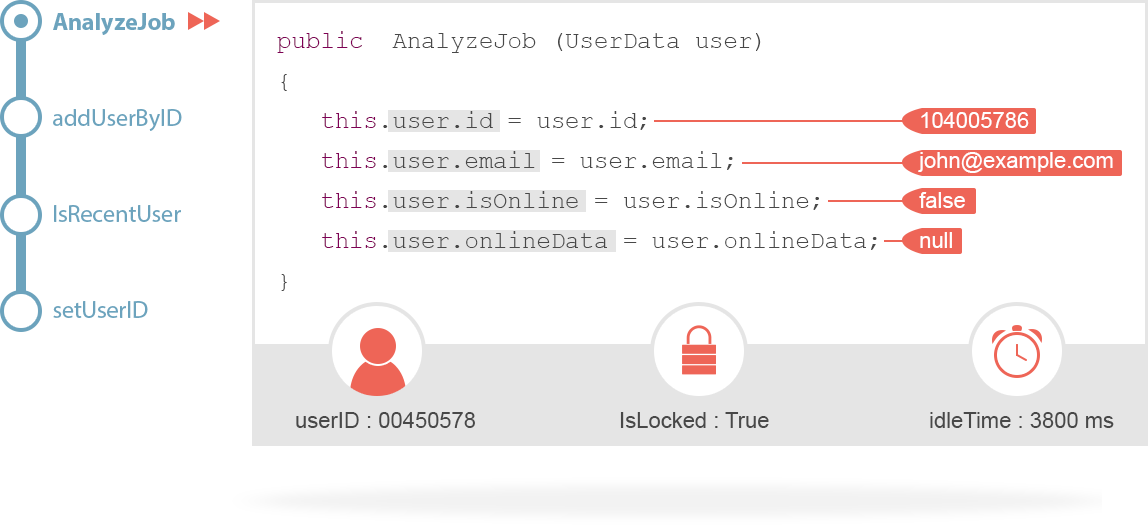 AnalyzeJob
addUserByID
IsRecentUser
setUserID
public AnalyzeJob (UserData user)
{
this.user.id = user.id; 104005786
this.user.email = user.email; john@example.com
this.user.isOnline = user.isOnline; false
this.user.onlineData = user.onlineData; null
}
userID : 00450578
IsLocked : True
idleTime : 3800 ms